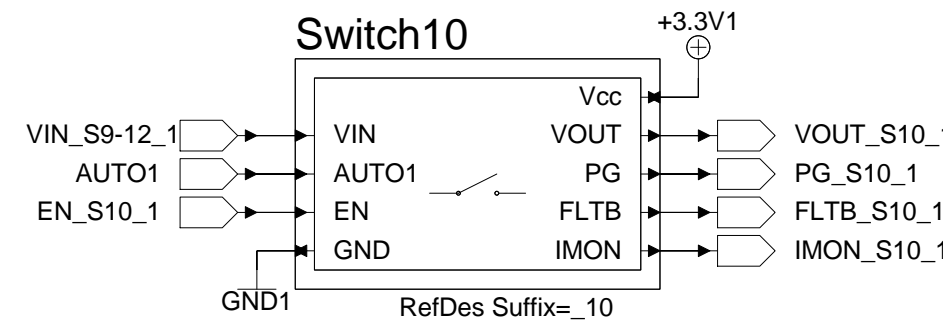 Switch10
+3.3V1
Vcc
VIN_S9-12_1 VIN VOUT VOUT_S10_1
AUTO1 AUTO1 PG PG_S10_1
EN_S10_1 EN FLTB FLTB_S10_1
GND IMON IMON_S10_1
GND1
RefDes Suffix=_10